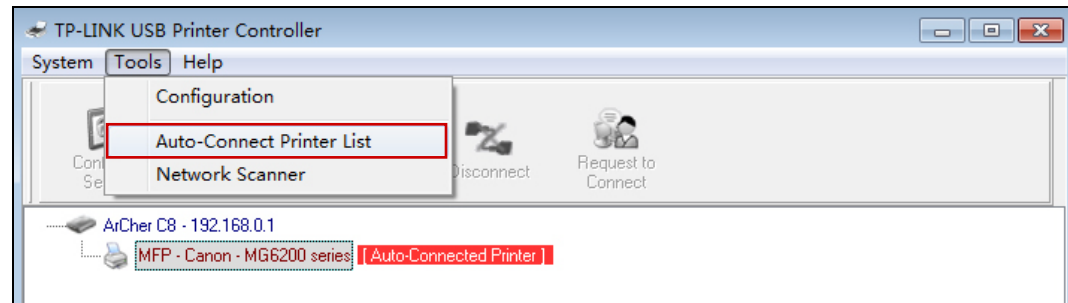 TP-LINK USB Printer Controller
System Tools Help
Configuration
Auto-Connect Printer List
Network Scanner
Disconnect
Request to
Connect
ArCher C8 - 192.168.0.1
MFP - Canon - MG6200 series [ Auto-Connected Printer ]